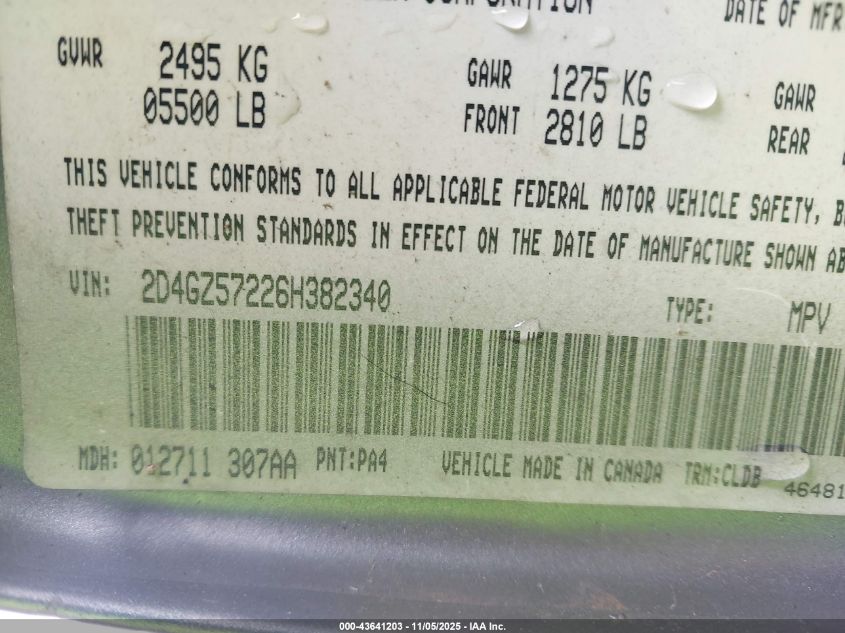 CORPORATION
DATE OF MFR
GVWR 2495 KG
05500 LB
GAWR FRONT 1275 KG
2810 LB
GAWR REAR
THIS VEHICLE CONFORMS TO ALL APPLICABLE FEDERAL MOTOR VEHICLE SAFETY,
THEFT PREVENTION STANDARDS IN EFFECT ON THE DATE OF MANUFACTURE SHOWN AB
VIN: 2D4GZ57226H382340 TYPE: MPV
MDH: 012711 307AA PNT:PA4 VEHICLE MADE IN CANADA TRM:CLDB
46481
000-43641203 - 11/05/2025 - IAA Inc.